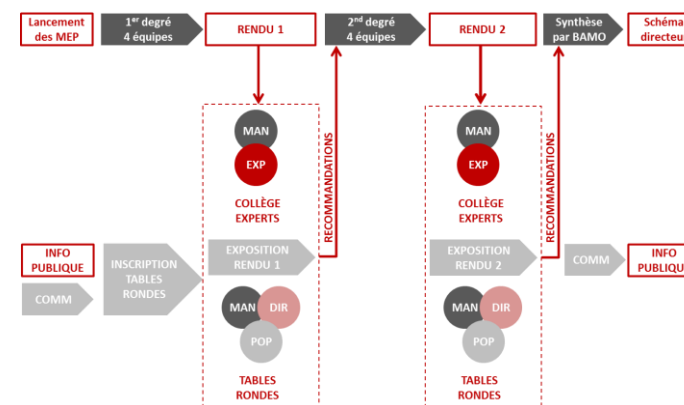 Lancement
des MEP
1er degré
4 équipes
RENDU 1
2nd degré
4 équipes
RENDU 2
Synthèse
par BAMO
Schéma
directeu
MAN
EXP
COLLÈGE
EXPERTS
RECOMMANDATIONS
MAN
EXP
COLLÈGE
EXPERTS
RECOMMANDATIONS
INFO
PUBLIQUE
COMM
INSCRIPTION
TABLES
RONDES
EXPOSITION
RENDU 1
EXPOSITION
RENDU 2
COMM
INFO
PUBLIQU
MAN
DIR
POP
TABLES
RONDES
MAN
DIR
POP
TABLES
RONDES